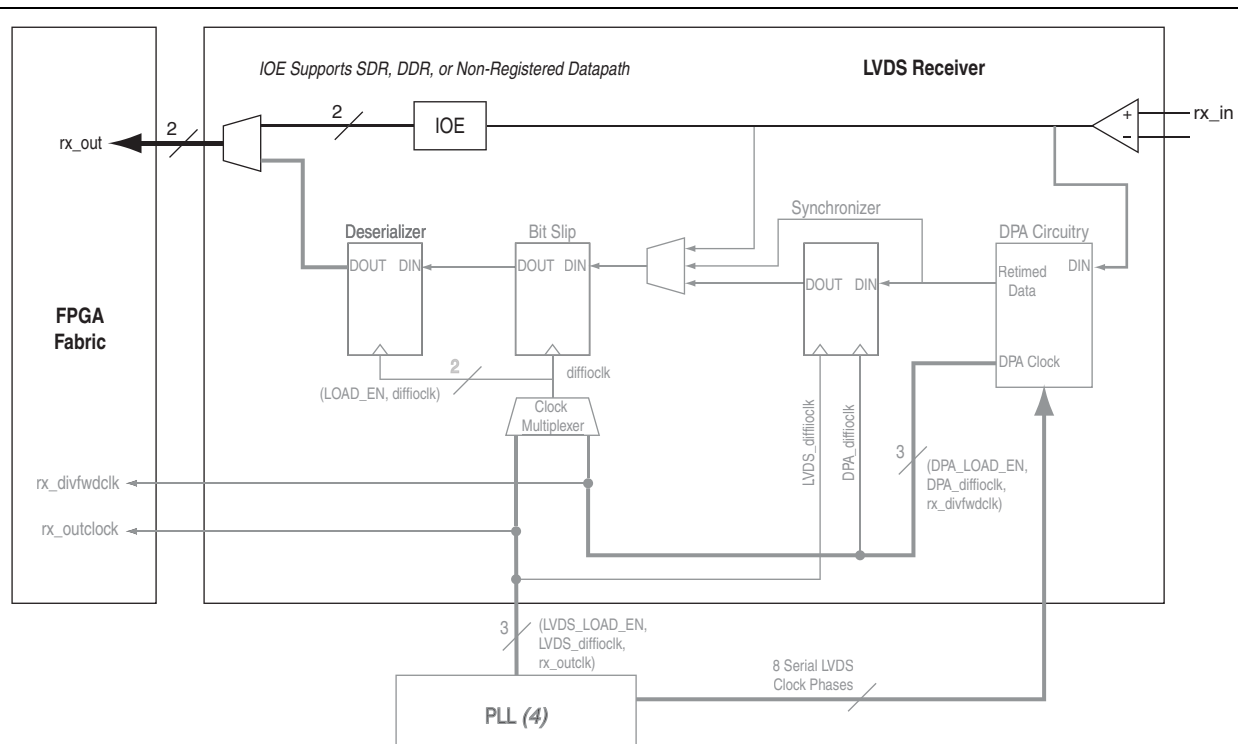 IOE Supports SDR, DDR, or Non-Registered Datapath
LVDS Receiver
2
2
IOE
+
–
rx_in
rx_out
Synchronizer
Deserializer
Bit Slip
DPA Circuitry
DOUT DIN
DOUT DIN
DOUT DIN
Retimed
Data
DIN
FPGA
Fabric
DPA Clock
2
diffioclk
(LOAD_EN, diffioclk)
Clock
Multiplexer
LVDS_diffiioclk
DPA_diffioclk
3
(DPA_LOAD_EN,
DPA_diffioclk,
rx_divfwdclk)
rx_divfwdclk
rx_outclock
3
(LVDS_LOAD_EN,
LVDS_diffioclk,
rx_outclk)
8 Serial LVDS
Clock Phases
PLL (4)